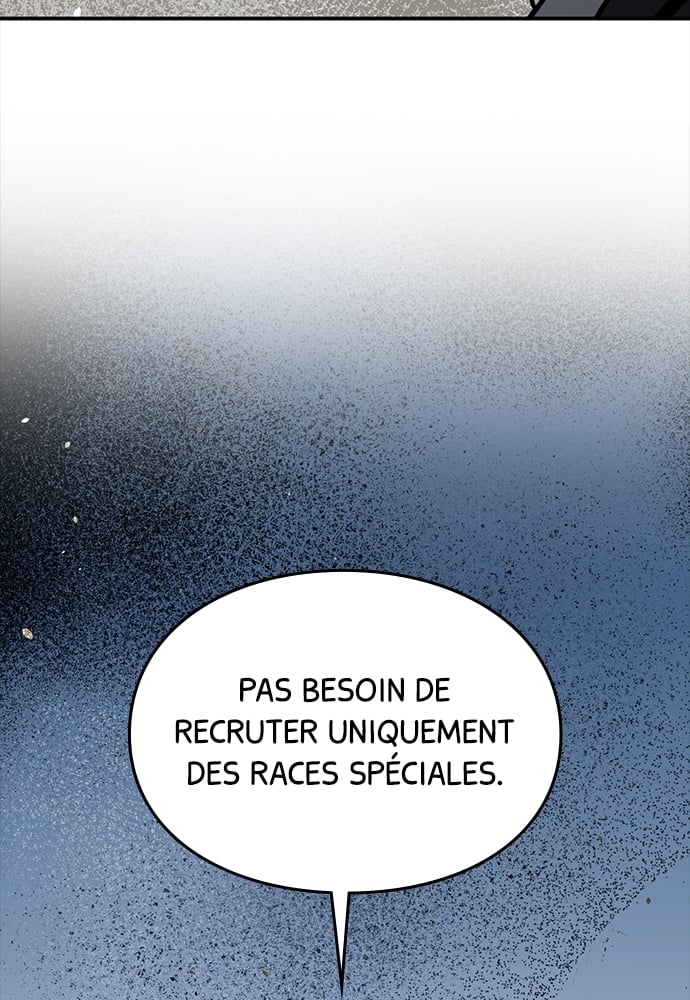 PAS BESOIN DE
RECRUTER UNIQUEMENT
DES RACES SPÉCIALES.